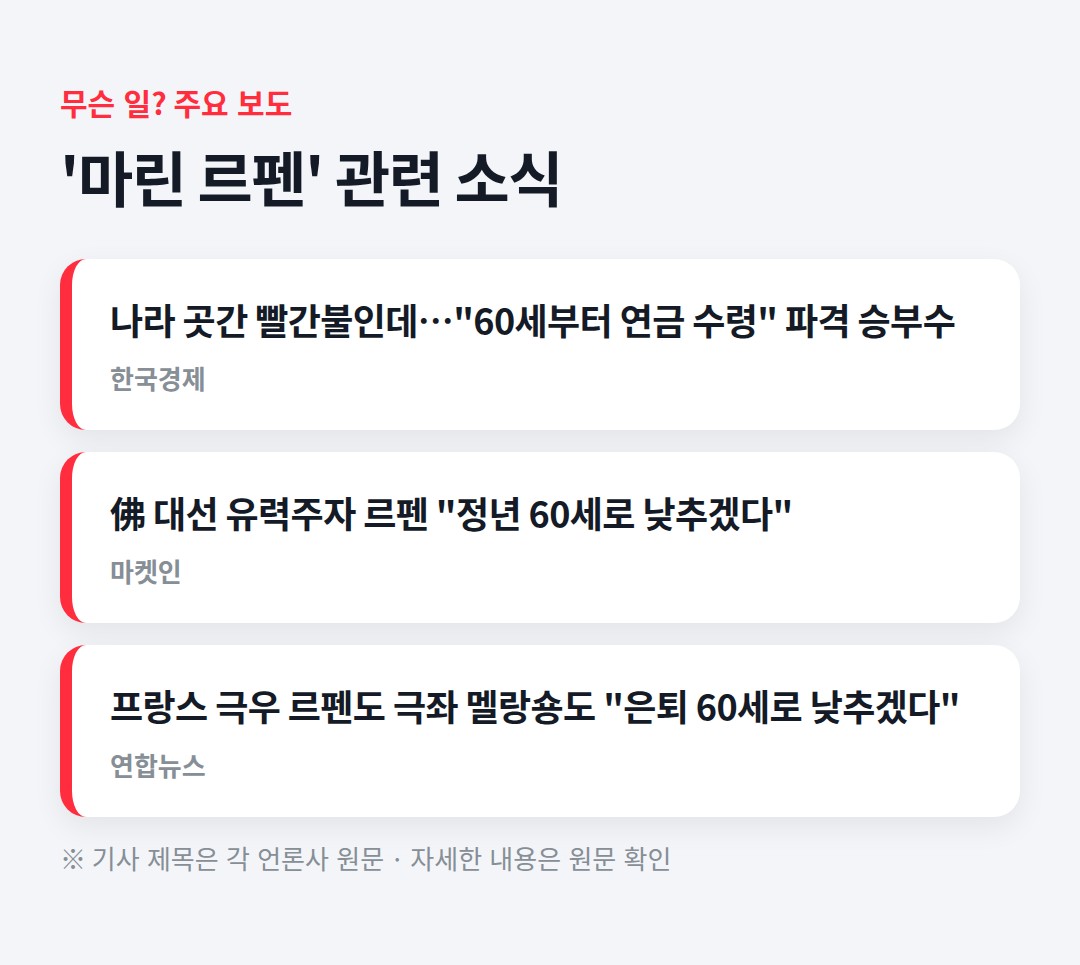 무슨 일? 주요 보도
'마린 르펜' 관련 소식
나라 곳간 빨간불인데…"60세부터 연금 수령" 파격 승부수
한국경제
佛 대선 유력주자 르펜 "정년 60세로 낮추겠다"
마켓인
프랑스 극우 르펜도 극좌 멜랑숑도 "은퇴 60세로 낮추겠다"
연합뉴스
※ 기사 제목은 각 언론사 원문 · 자세한 내용은 원문 확인